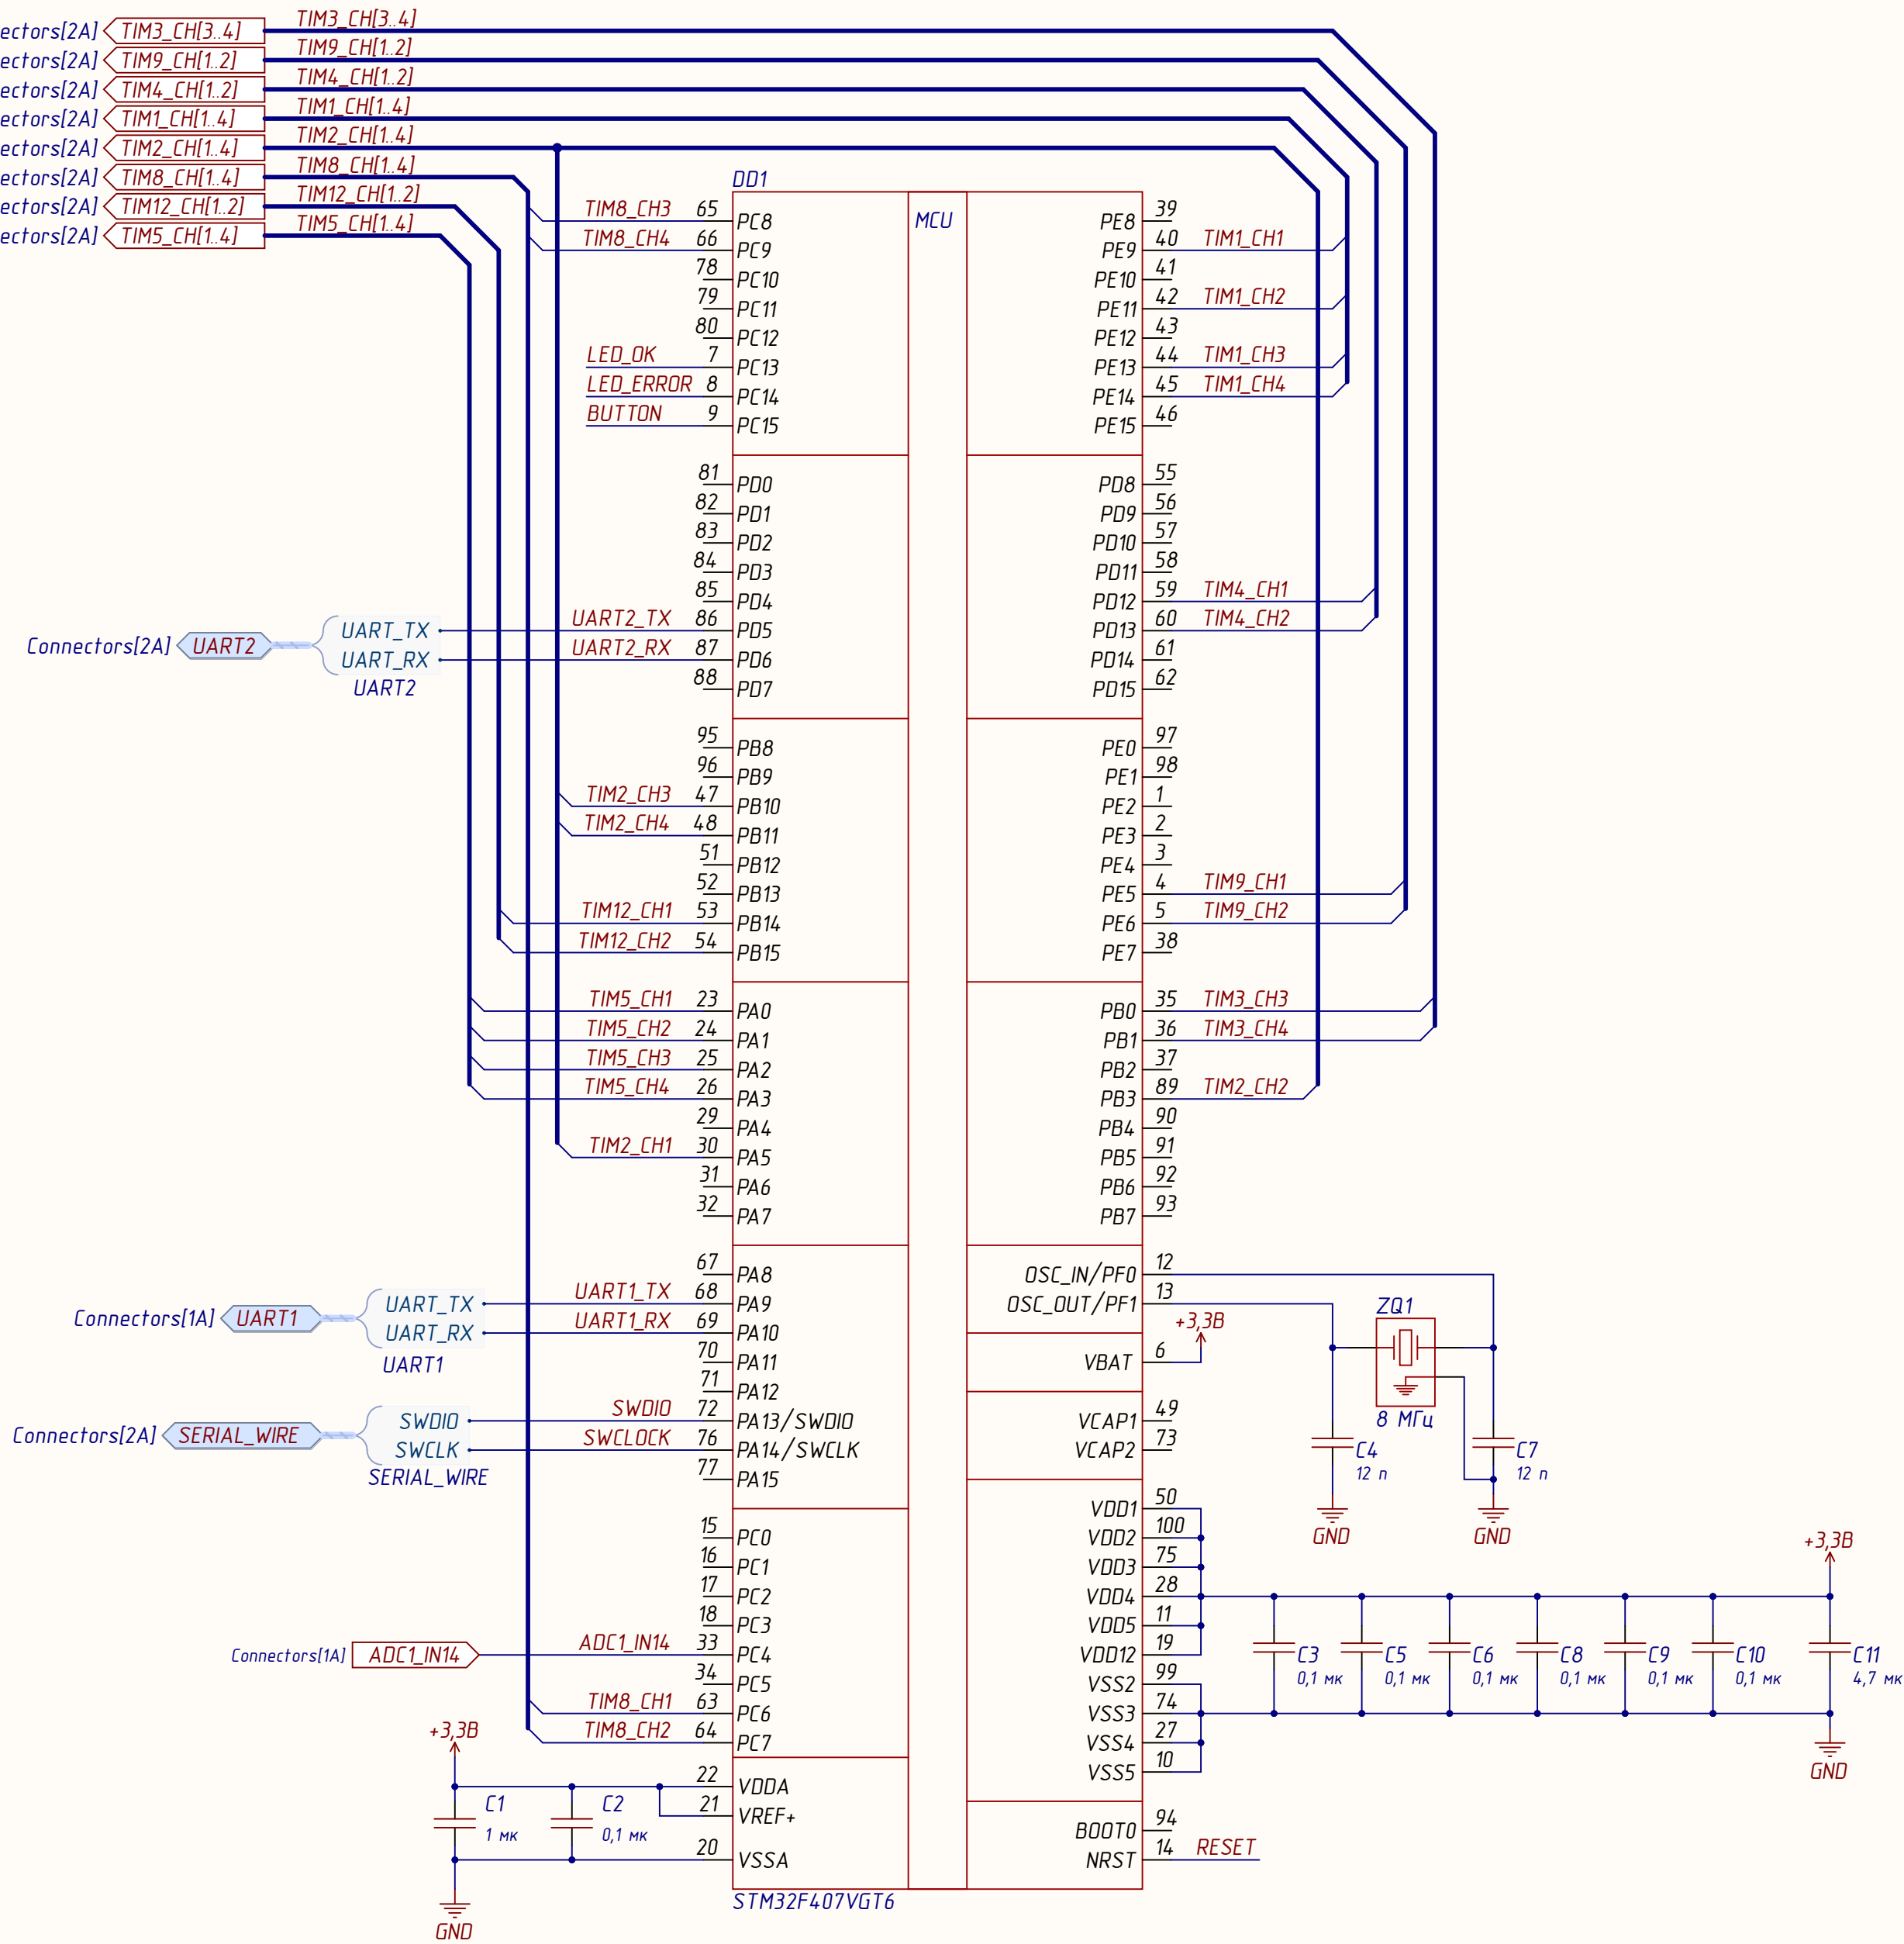 ectors[2A] TIM3_CH[3..4] TIM3_CH[3..4]
ectors[2A] TIM9_CH[1..2] TIM9_CH[1..2]
ectors[2A] TIM4_CH[1..2] TIM4_CH[1..2]
ectors[2A] TIM1_CH[1..4] TIM1_CH[1..4]
ectors[2A] TIM2_CH[1..4] TIM2_CH[1..4]
ectors[2A] TIM8_CH[1..4] TIM8_CH[1..4]
ectors[2A] TIM12_CH[1..2] TIM12_CH[1..2]
ectors[2A] TIM5_CH[1..4] TIM5_CH[1..4]
DD1
MCU
TIM8_CH3 65 PC8
TIM8_CH4 66 PC9
78 PC10
79 PC11
80 PC12
LED_OK 7 PC13
LED_ERROR 8 PC14
BUTTON 9 PC15
81 PD0
82 PD1
83 PD2
84 PD3
85 PD4
UART2_TX 86 PD5
UART2_RX 87 PD6
88 PD7
Connectors[2A] UART2
UART_TX
UART_RX
UART2
95 PB8
96 PB9
TIM2_CH3 47 PB10
TIM2_CH4 48 PB11
51 PB12
52 PB13
TIM12_CH1 53 PB14
TIM12_CH2 54 PB15
TIM5_CH1 23 PA0
TIM5_CH2 24 PA1
TIM5_CH3 25 PA2
TIM5_CH4 26 PA3
29 PA4
TIM2_CH1 30 PA5
31 PA6
32 PA7
67 PA8
UART1_TX 68 PA9
UART1_RX 69 PA10
70 PA11
71 PA12
SWDIO 72 PA13/SWDIO
SWCLOCK 76 PA14/SWCLK
77 PA15
Connectors[1A] UART1
UART_TX
UART_RX
UART1
Connectors[2A] SERIAL_WIRE
SWDIO
SWCLK
SERIAL_WIRE
15 PC0
16 PC1
17 PC2
18 PC3
Connectors[1A] ADC1_IN14 ADC1_IN14 33 PC4
34 PC5
TIM8_CH1 63 PC6
TIM8_CH2 64 PC7
+3,3В
22 VDDA
21 VREF+
20 VSSA
C1
1 мк
C2
0,1 мк
GND
STM32F407VGT6
PE8 39
PE9 40 TIM1_CH1
PE10 41
PE11 42 TIM1_CH2
PE12 43
PE13 44 TIM1_CH3
PE14 45 TIM1_CH4
PE15 46
PD8 55
PD9 56
PD10 57
PD11 58
PD12 59 TIM4_CH1
PD13 60 TIM4_CH2
PD14 61
PD15 62
PE0 97
PE1 98
PE2 1
PE3 2
PE4 3
PE5 4 TIM9_CH1
PE6 5 TIM9_CH2
PE7 38
PB0 35 TIM3_CH3
PB1 36 TIM3_CH4
PB2 37
PB3 89 TIM2_CH2
PB4 90
PB5 91
PB6 92
PB7 93
OSC_IN/PF0 12
OSC_OUT/PF1 13
+3,3В
VBAT 6
VCAP1 49
VCAP2 73
ZQ1
8 МГц
C4
12 п
GND
C7
12 п
GND
VDD1 50
VDD2 100
VDD3 75
VDD4 28
VDD5 11
VDD12 19
VSS2 99
VSS3 74
VSS4 27
VSS5 10
+3,3В
C3
0,1 мк
C5
0,1 мк
C6
0,1 мк
C8
0,1 мк
C9
0,1 мк
C10
0,1 мк
C11
4,7 мк
GND
BOOT0 94
NRST 14 RESET